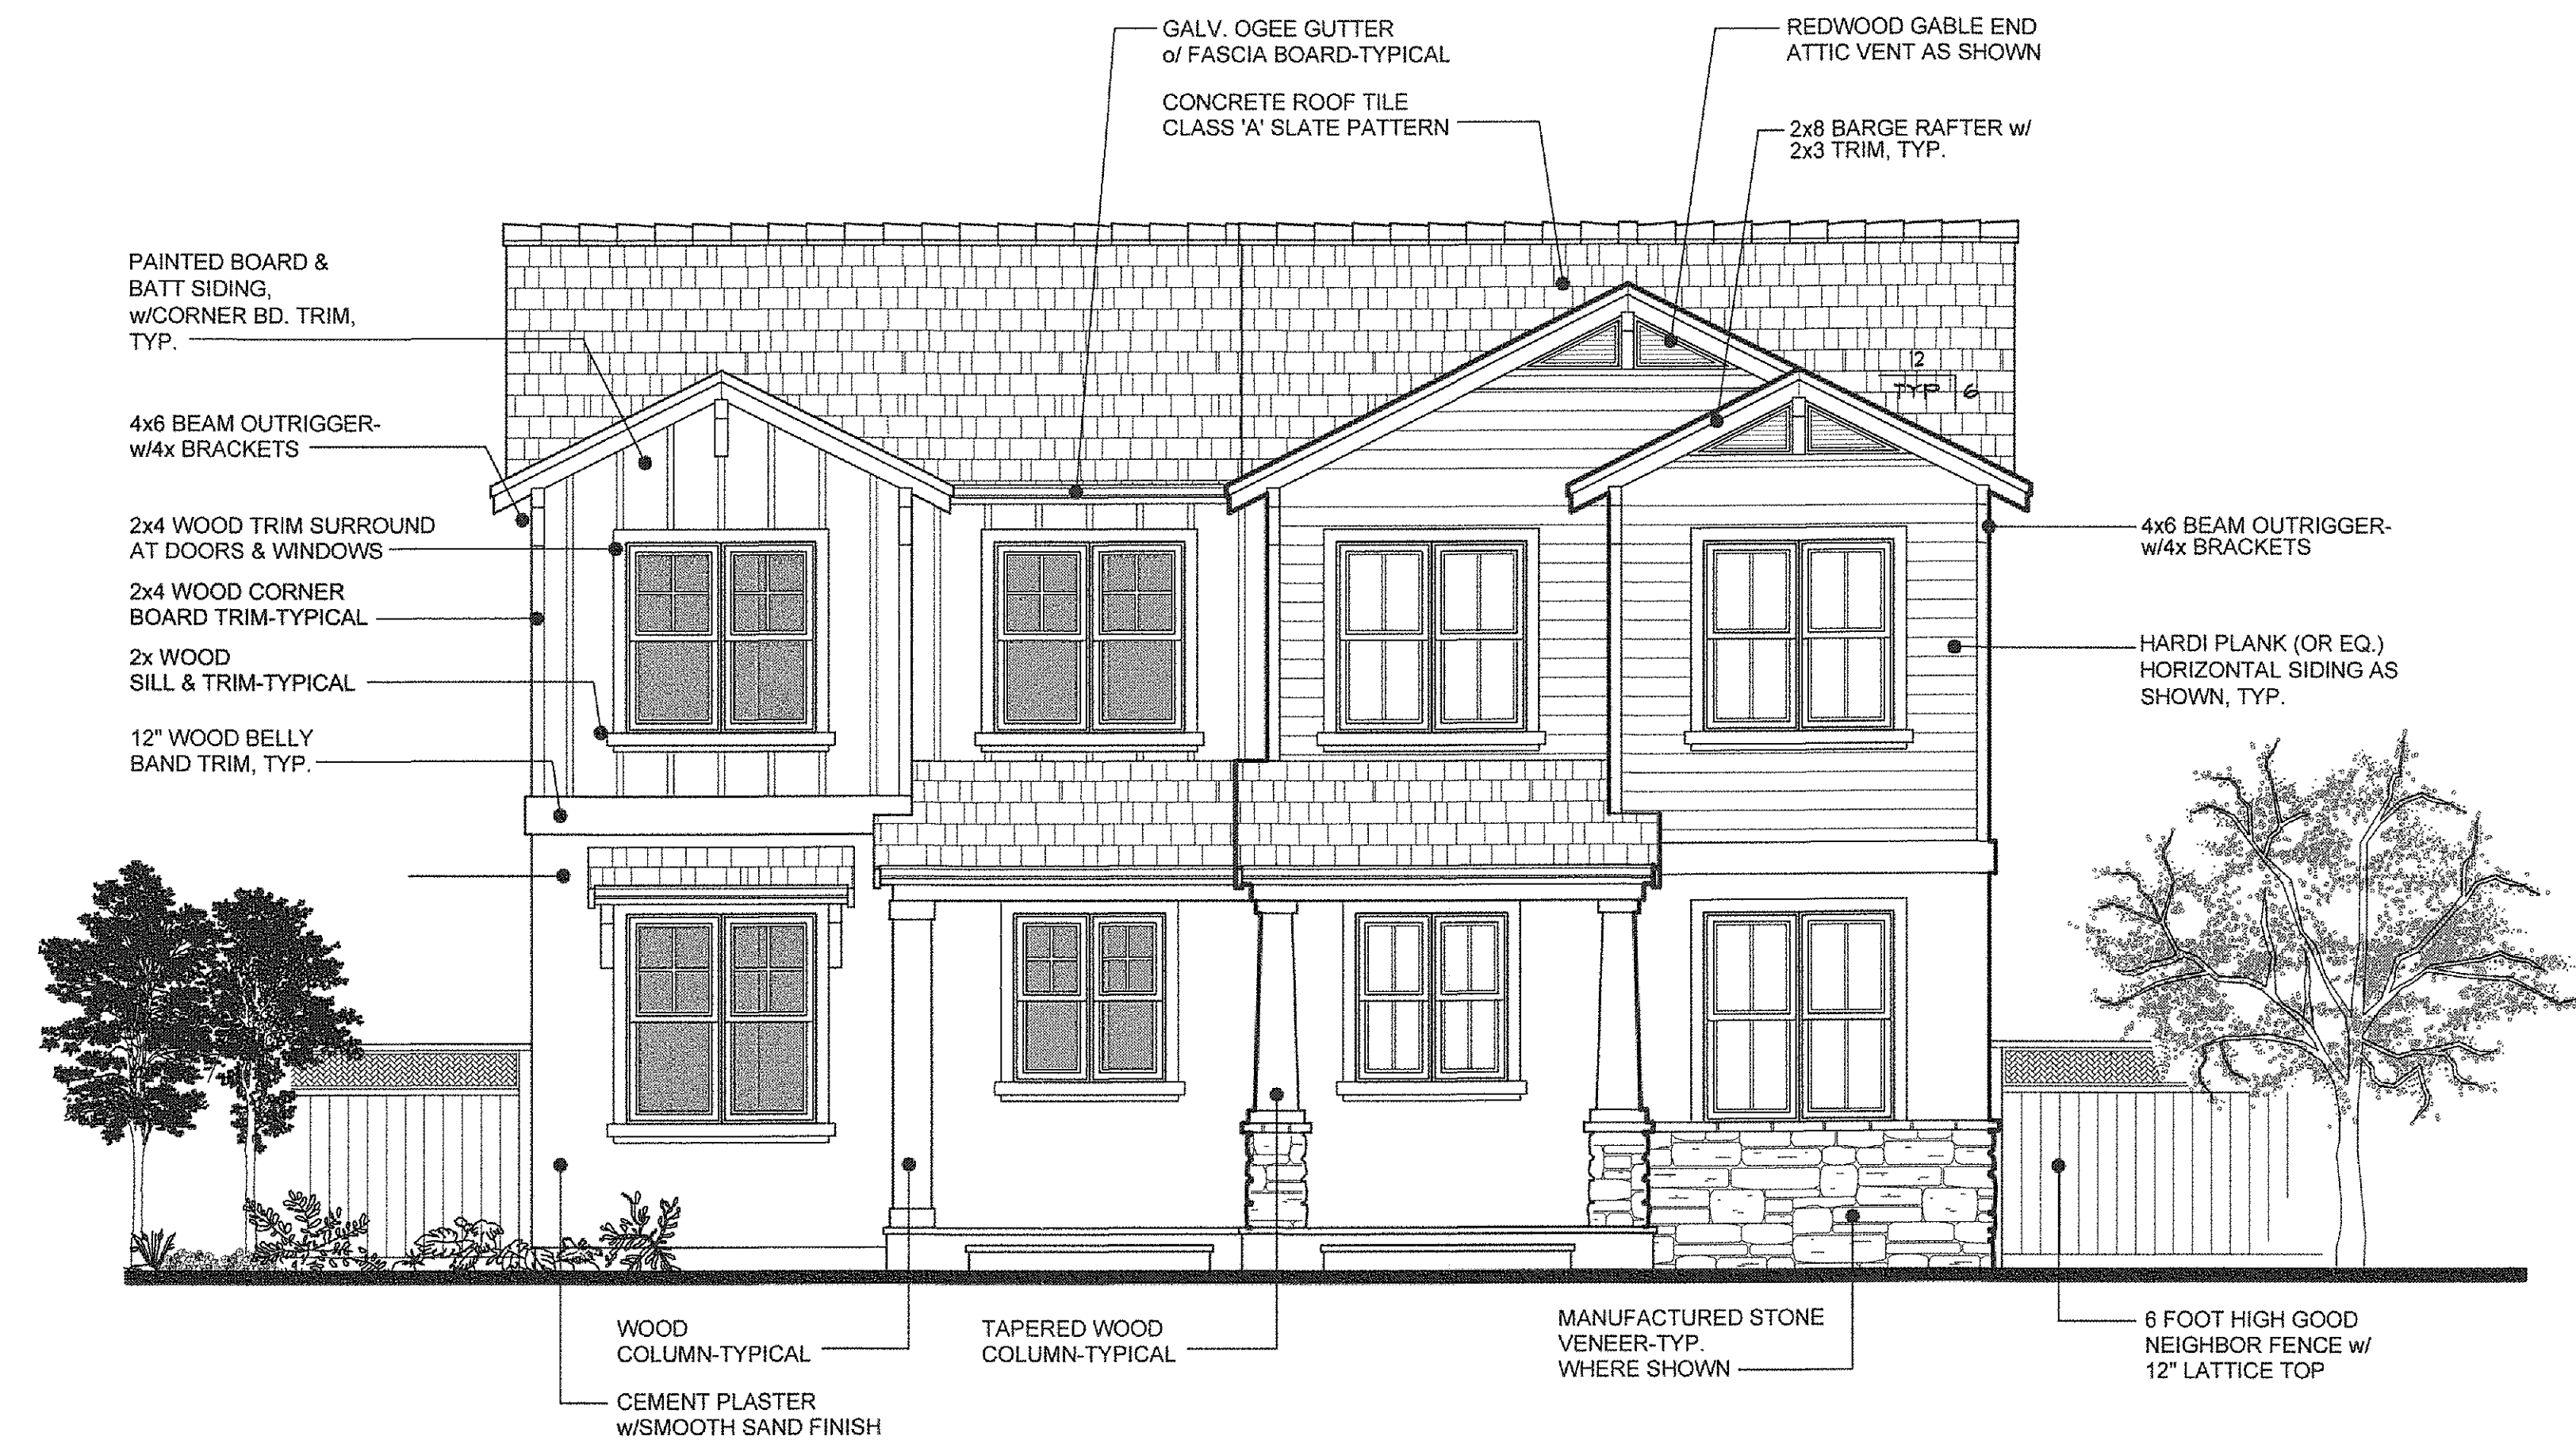 GALV. OGEE GUTTER
o/ FASCIA BOARD-TYPICAL
CONCRETE ROOF TILE
CLASS 'A' SLATE PATTERN
REDWOOD GABLE END
ATTIC VENT AS SHOWN
2x8 BARGE RAFTER w/
2x3 TRIM, TYP.
PAINTED BOARD &
BATT SIDING,
w/CORNER BD. TRIM,
TYP.
4x6 BEAM OUTRIGGER-
w/4x BRACKETS
2x4 WOOD TRIM SURROUND
AT DOORS & WINDOWS
2x4 WOOD CORNER
BOARD TRIM-TYPICAL
2x WOOD
SILL & TRIM-TYPICAL
12" WOOD BELLY
BAND TRIM, TYP.
12
TYP 6
4x6 BEAM OUTRIGGER-
w/4x BRACKETS
HARDI PLANK (OR EQ.)
HORIZONTAL SIDING AS
SHOWN, TYP.
WOOD
COLUMN-TYPICAL
CEMENT PLASTER
w/SMOOTH SAND FINISH
TAPERED WOOD
COLUMN-TYPICAL
MANUFACTURED STONE
VENEER-TYP.
WHERE SHOWN
6 FOOT HIGH GOOD
NEIGHBOR FENCE w/
12" LATTICE TOP